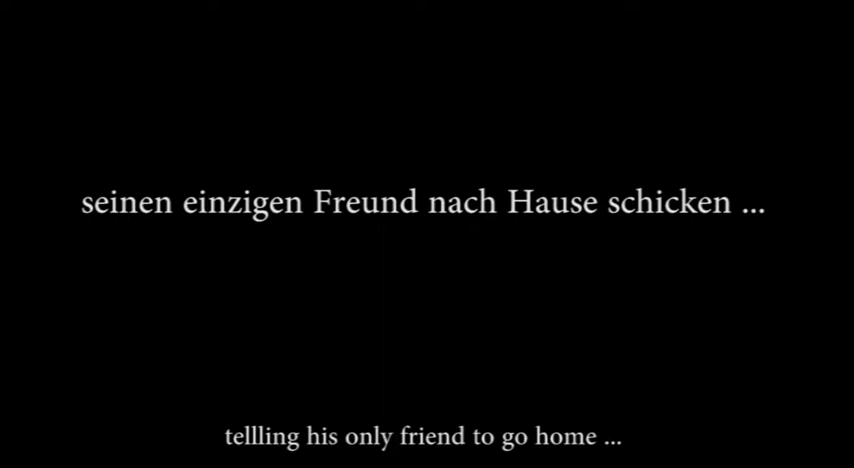 seinen einzigen Freund nach Hause schicken ...
tellling his only friend to go home ...